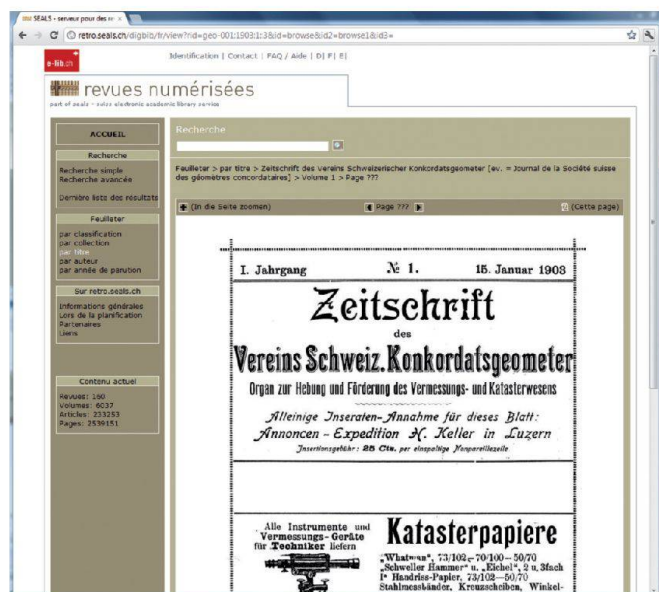 SEALS - serveur pour des re
retro.seals.ch/digbib/fr/view?rid=geo-001:1903:1:3&id=browse&id2=browse1&id3=
e-lib.ch
Identification | Contact | FAQ / Aide | D| F| E|
revues numérisées
part of seals - swiss electronic academic library service
ACCUEIL
Recherche
Recherche simple
Recherche avancée
Dernière liste des resultats
Feuilleter
par classification
par collection
par titre
par auteur
par année de parution
Sur retro.seals.ch
Informations générales
Lors de la planification
Partenaires
Liens
Contenu actuel
Revues: 160
Volumes: 6037
Articles: 233253
Pages: 2539151
Recherche
Feuilleter > par titre > Zeitschrift des Vereins Schweizerischer Konkordatsgeometer [ev. = Journal de la Société suisse
des géomètres concordataires] > Volume 1 > Page ???
(In die Seite zoomen)
Page ???
(Cette page)
I. Jahrgang № 1. 15. Januar 1903
Zeitschrift
des
Vereins Schweiz. Konkordatsgeometer
Organ zur Hebung und Förderung des Vermessungs- und Katasterwesens
Alleinige Inseraten-Annahme für dieses Blatt:
Annoncen - Expedition H. Keller in Luzern
Insertionsgebühr: 25 Cts. per einspaltige Nonpareillezeile
Alle Instrumente und
Vermessungs-Geräte
für Techniker liefern
Katasterpapiere
"Whatman", 73/102 – 70/100 – 50/70
„Schweller Hammer" u. „Eichel", 2 u. 3fach
Iª Handriss-Papier, 73/102—50/70
Stahlmessbänder, Kreuzscheiben, Winkel-